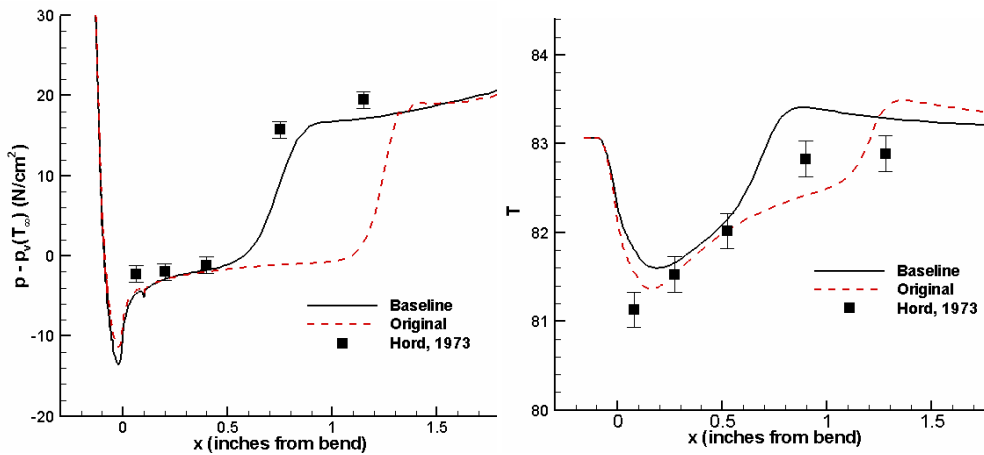 p - pᵥ(T∞) (N/cm²)
30
20
10
0
-10
-20
0
0.5
1
1.5
x (inches from bend)
Baseline
Original
Hord, 1973
T
84
83
82
81
80
0
0.5
1
1.5
x (inches from bend)
Baseline
Original
Hord, 1973